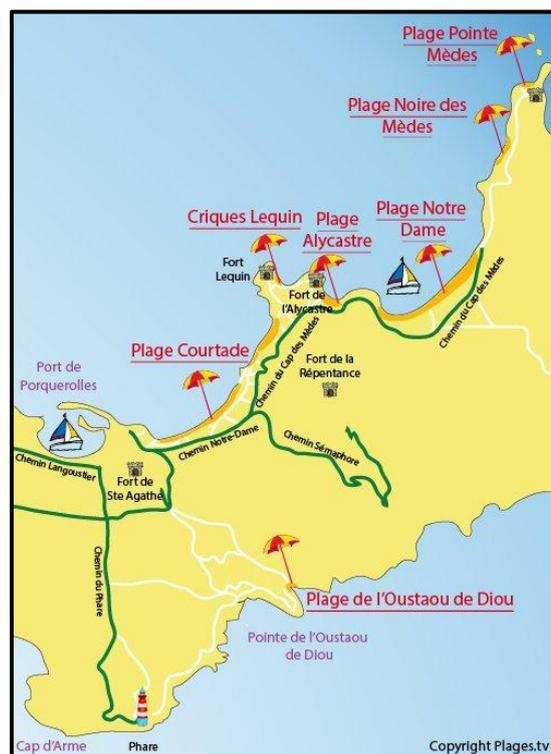 Plage Pointe
Mèdes
Plage Noire des
Mèdes
Criques Lequin
Plage
Alycastre
Plage Notre
Dame
Fort
Lequin
Fort de
l'Alycastre
Chemin du Cap des Mèdes
Plage Courtade
Chemin du Cap des Mèdes
Fort de la
Répentance
Port de
Porquerolles
Chemin Notre-Dame
Chemin Sémaphore
Chemin Langoustier
Fort de
Ste Agathe
Chemin du Phare
Plage de l'Oustaou de Diou
Pointe de l'Oustaou
de Diou
Cap d'Arme
Phare
Copyright Plages.tv